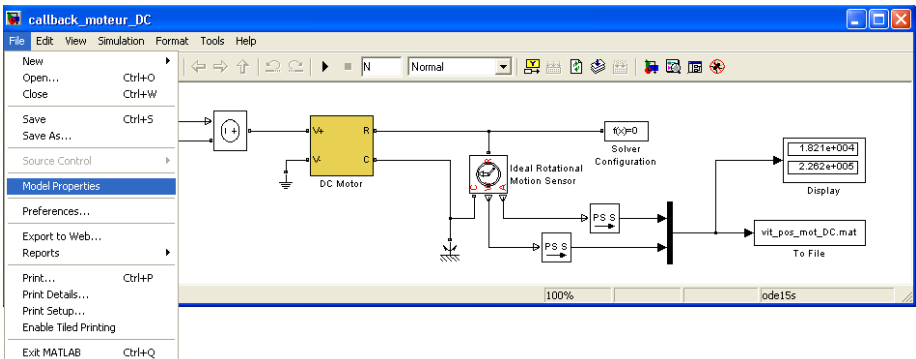 callback_moteur_DC
File Edit View Simulation Format Tools Help
N Normal
New
Open... Ctrl+O
Close Ctrl+W
Save Ctrl+S
Save As...
Source Control
Model Properties
Preferences...
Export to Web...
Reports
Print... Ctrl+P
Print Details...
Print Setup...
Enable Tiled Printing
Exit MATLAB Ctrl+Q
V+ R
V- C
DC Motor
R
C W A
Ideal Rotational
Motion Sensor
f(x)=0
Solver
Configuration
PS S
PS S
1.821e+004
2.262e+005
Display
vit_pos_mot_DC.mat
To File
100% ode15s